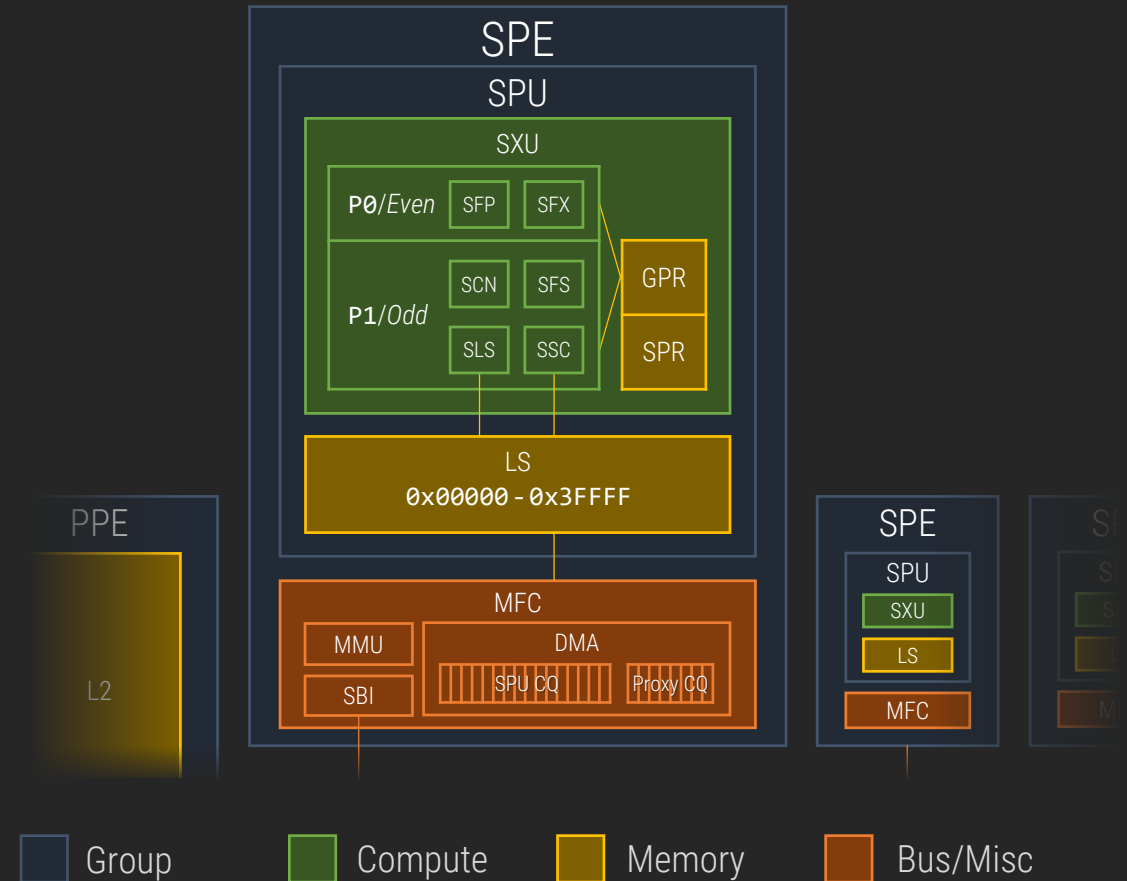 SPE
SPU
SXU
P0/Even
SFP
SFX
P1/Odd
SCN
SFS
SLS
SSC
GPR
SPR
LS
0x00000 - 0x3FFFF
MFC
MMU
SBI
DMA
SPU CQ
Proxy CQ
PPE
L2
SPE
SPU
SXU
LS
MFC
Group
Compute
Memory
Bus/Misc